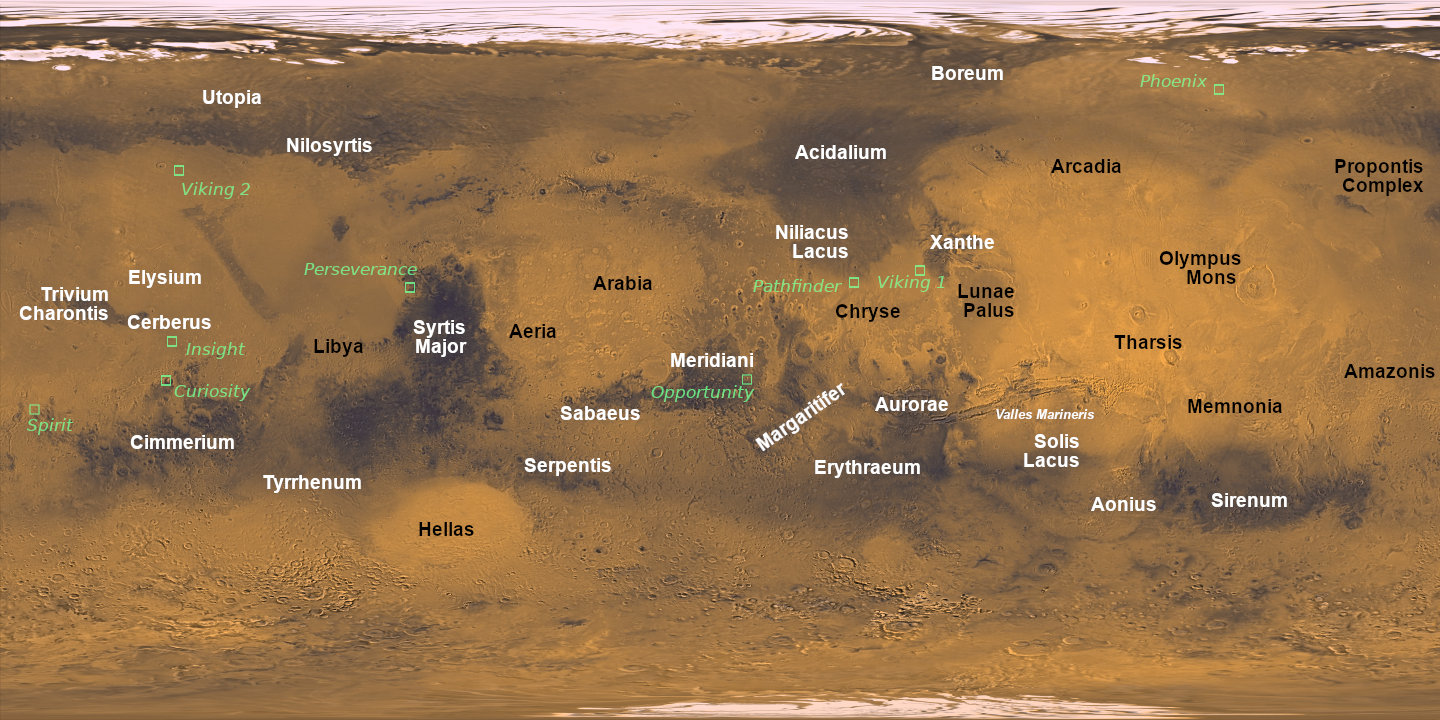 Boreum
Phoenix
Utopia
Nilosyrtis
Acidalium
Arcadia
Propontis
Complex
Viking 2
Niliacus
Lacus
Xanthe
Olympus
Mons
Perseverance
Elysium
Arabia
Pathfinder
Viking 1
Trivium
Charontis
Lunae
Palus
Chryse
Cerberus
Syrtis
Major
Aeria
Insight
Libya
Tharsis
Meridiani
Amazonis
Curiosity
Opportunity
Spirit
Sabaeus
Margaritifer
Aurorae
Valles Marineris
Memnonia
Cimmerium
Solis
Lacus
Serpentis
Erythraeum
Tyrrhenum
Aonius
Sirenum
Hellas